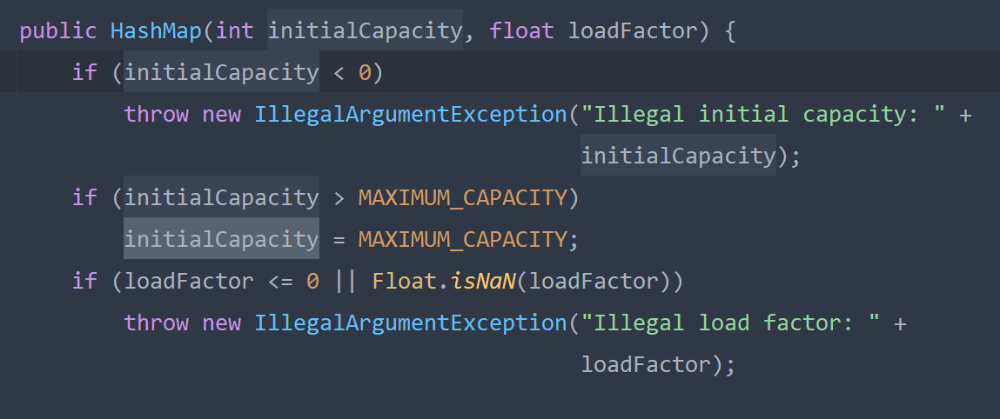 public HashMap(int initialCapacity, float loadFactor) {
    if (initialCapacity < 0)
        throw new IllegalArgumentException("Illegal initial capacity: " +
                                           initialCapacity);
    if (initialCapacity > MAXIMUM_CAPACITY)
        initialCapacity = MAXIMUM_CAPACITY;
    if (loadFactor <= 0 || Float.isNaN(loadFactor))
        throw new IllegalArgumentException("Illegal load factor: " +
                                           loadFactor);